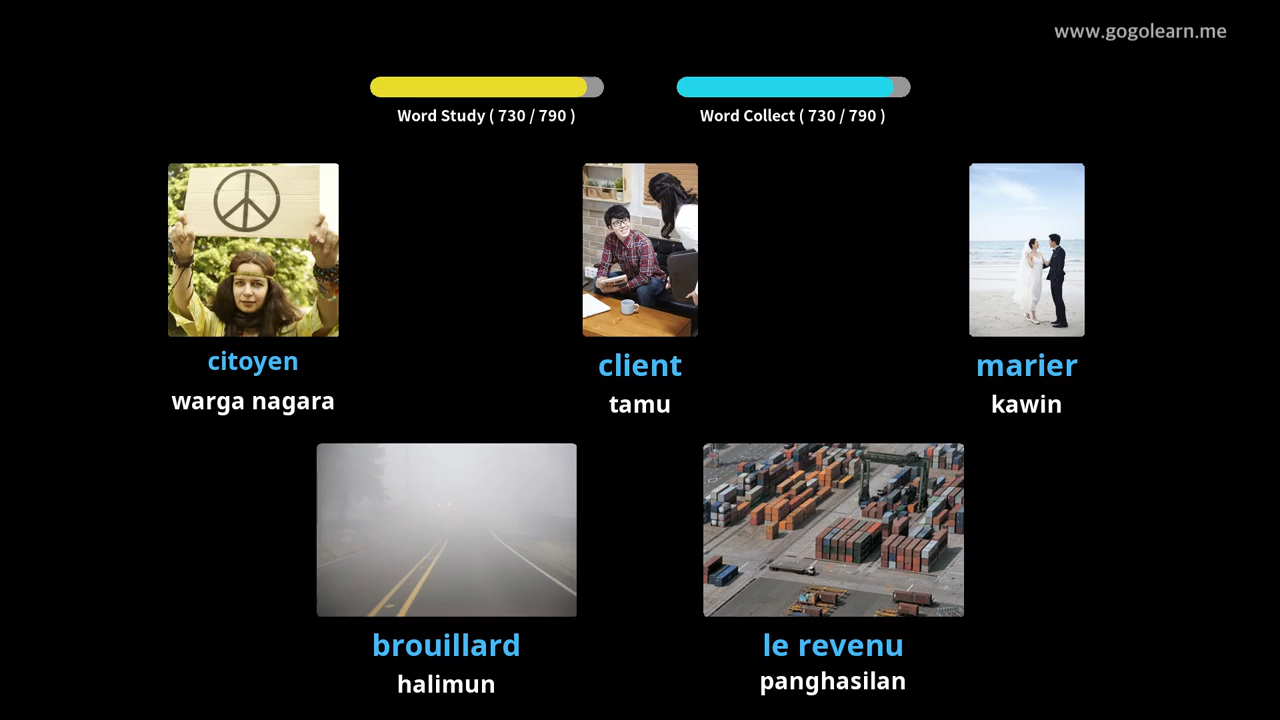 www.gogolearn.me
Word Study ( 730 / 790 )
Word Collect ( 730 / 790 )
citoyen
warga nagara
client
tamu
marier
kawin
brouillard
halimun
le revenu
panghasilan